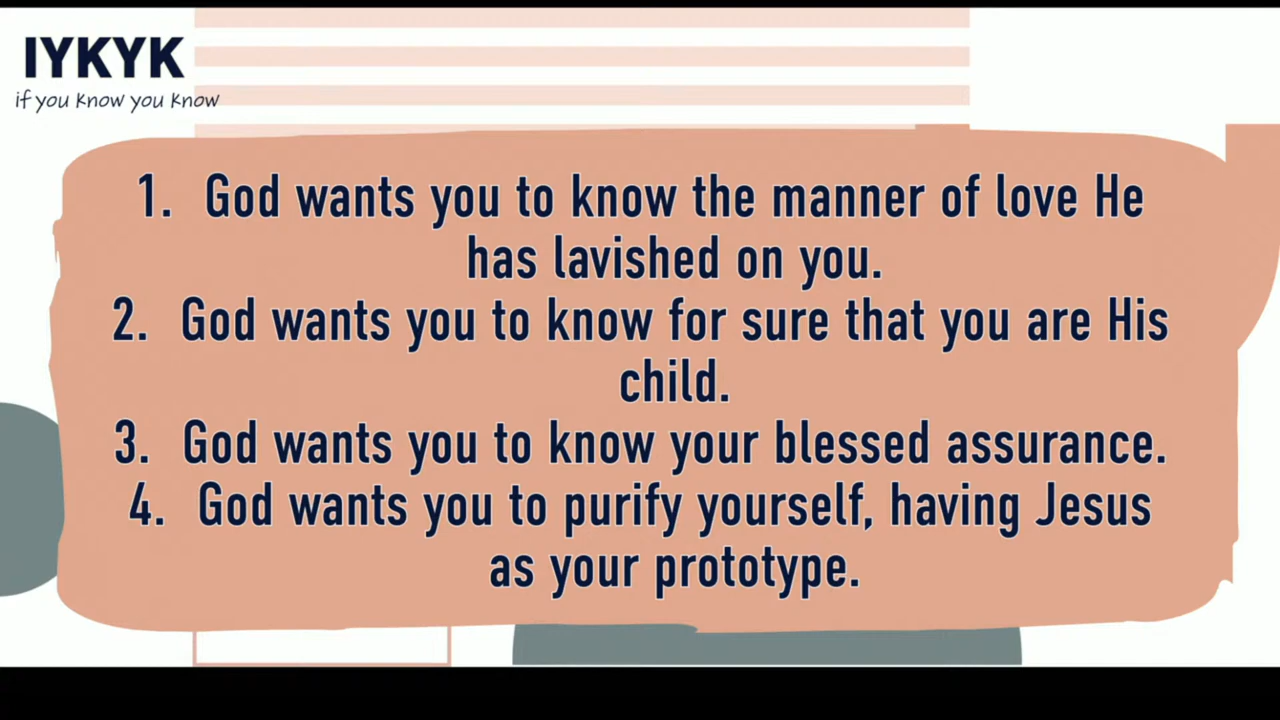 IYKYK
if you know you know
1. God wants you to know the manner of love He
has lavished on you.
2. God wants you to know for sure that you are His
child.
3. God wants you to know your blessed assurance.
4. God wants you to purify yourself, having Jesus
as your prototype.